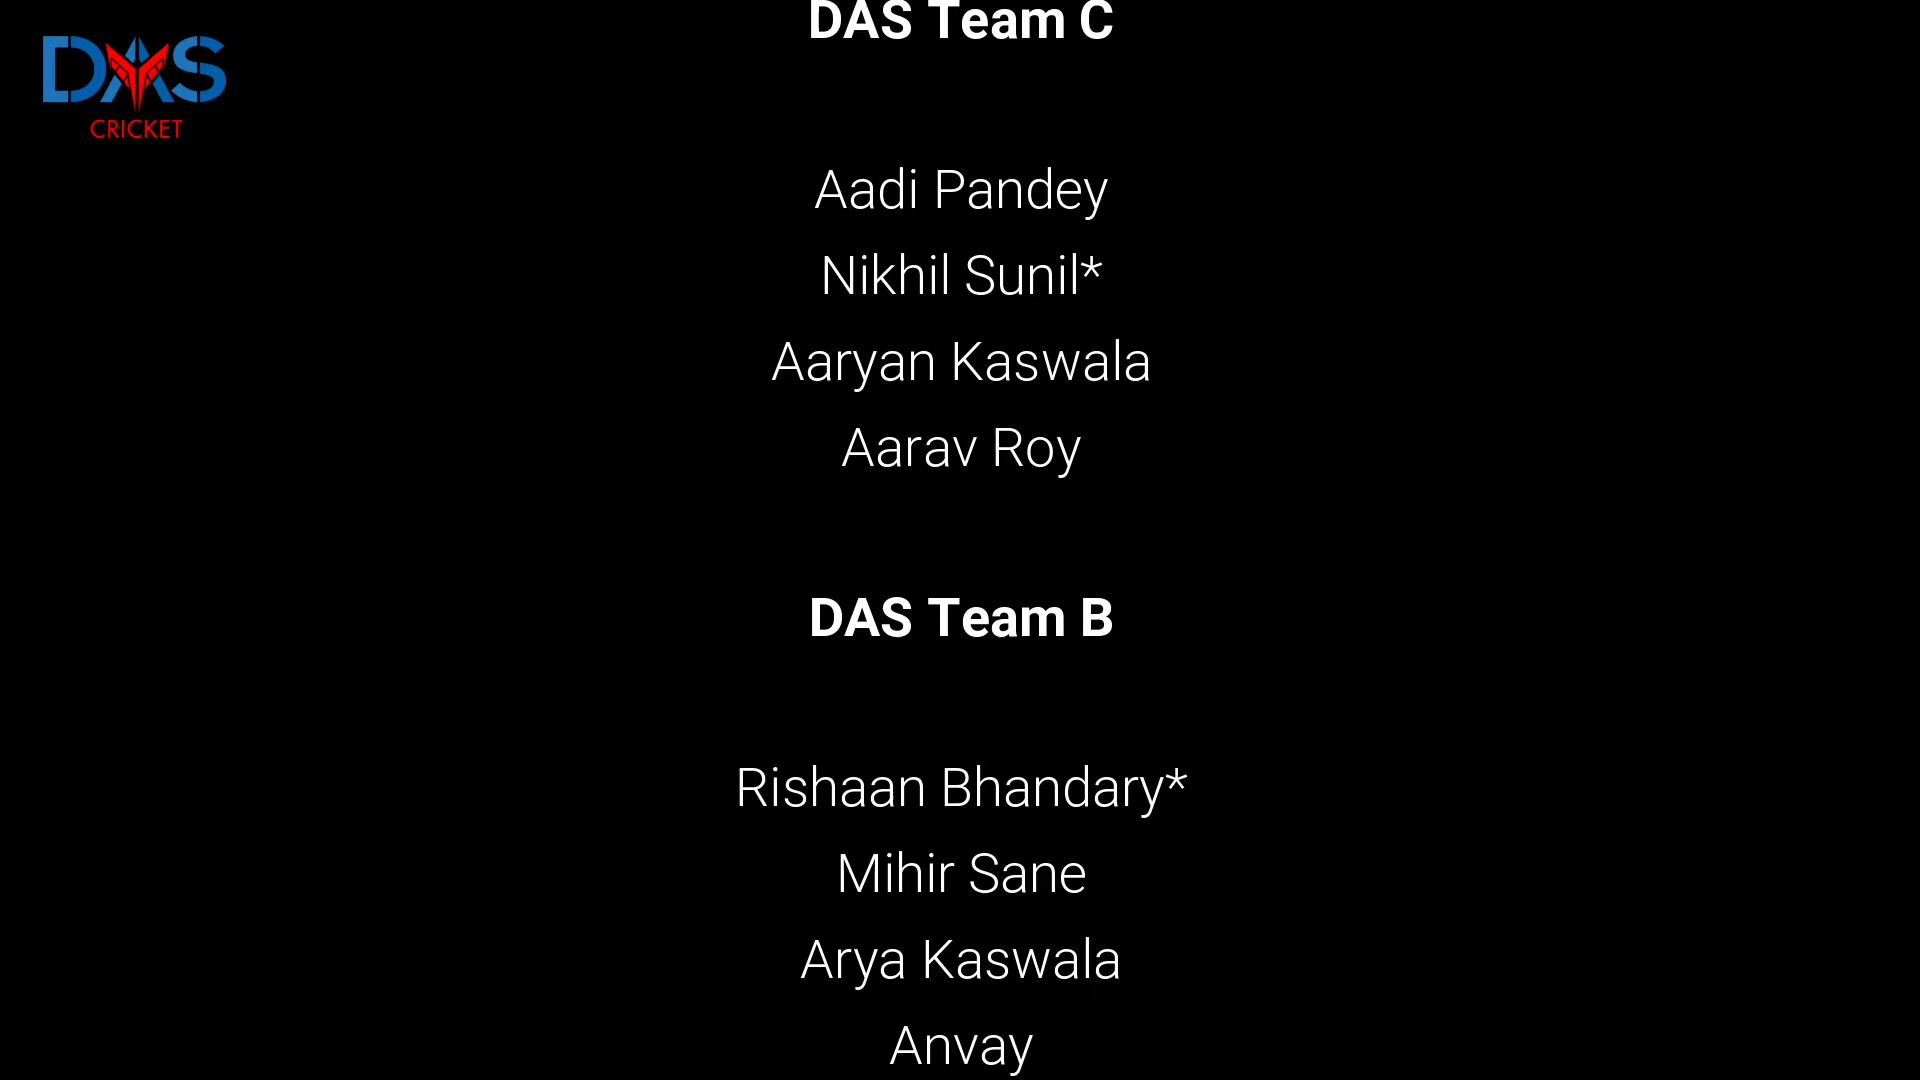 DAS Team C
DAS
CRICKET
Aadi Pandey
Nikhil Sunil*
Aaryan Kaswala
Aarav Roy
DAS Team B
Rishaan Bhandary*
Mihir Sane
Arya Kaswala
Anvay